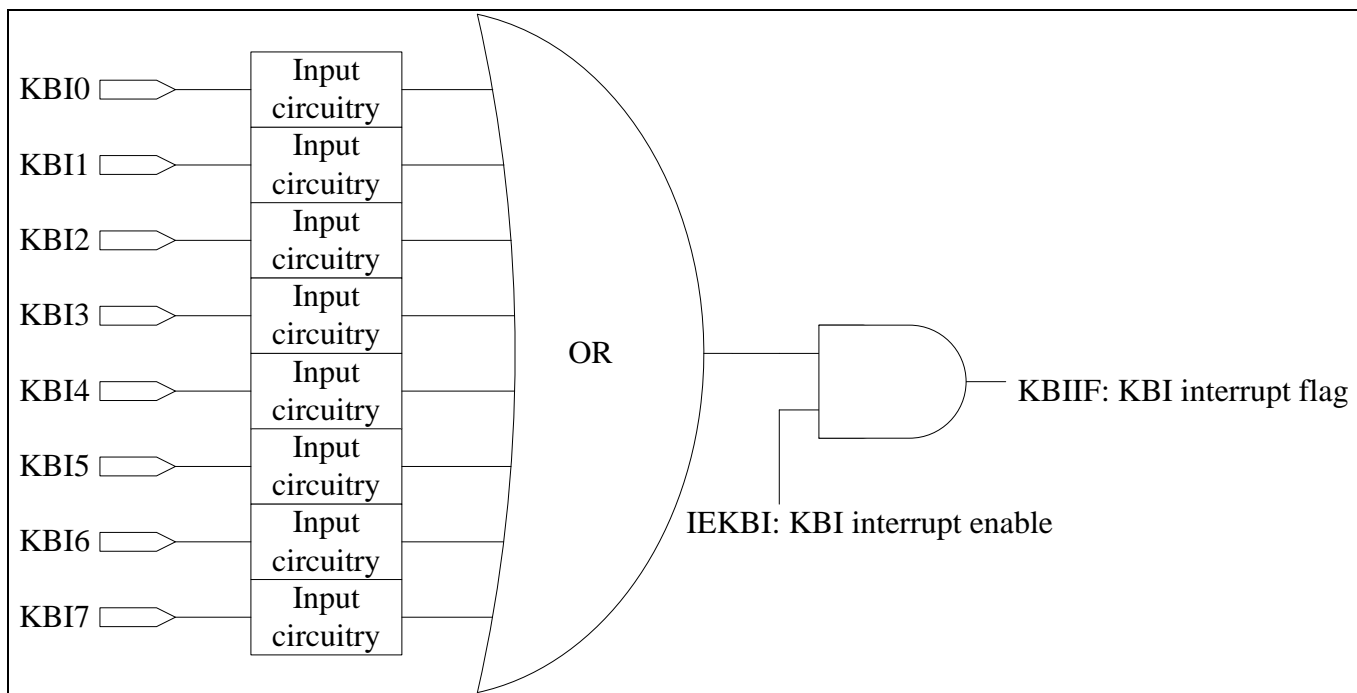 KBI0
Input
circuitry
KBI1
Input
circuitry
KBI2
Input
circuitry
KBI3
Input
circuitry
KBI4
Input
circuitry
KBI5
Input
circuitry
KBI6
Input
circuitry
KBI7
Input
circuitry
OR
KBIIF: KBI interrupt flag
IEKBI: KBI interrupt enable